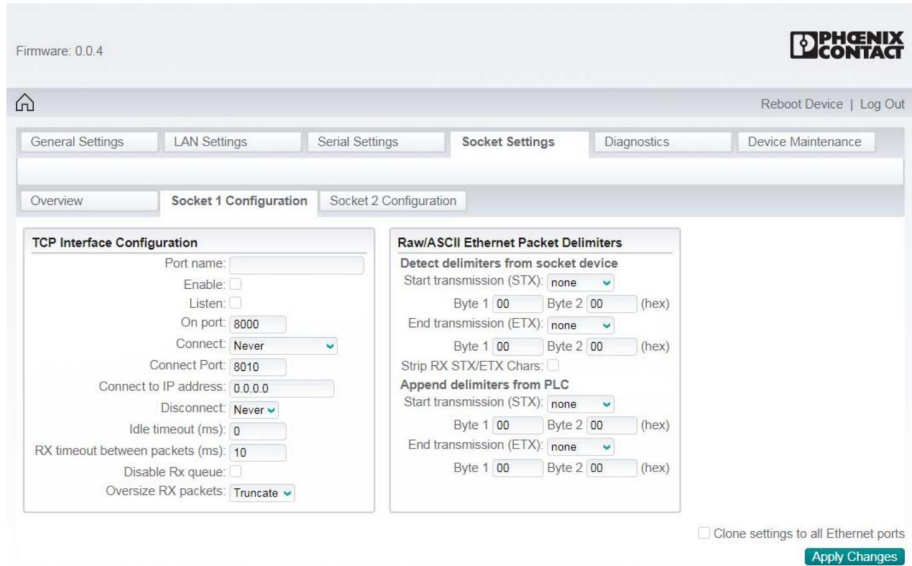 Firmware: 0.0.4
PHŒNIX
CONTACT
Reboot Device | Log Out
General Settings LAN Settings Serial Settings Socket Settings Diagnostics Device Maintenance
Overview Socket 1 Configuration Socket 2 Configuration
TCP Interface Configuration
Port name:
Enable:
Listen:
On port: 8000
Connect: Never
Connect Port: 8010
Connect to IP address: 0.0.0.0
Disconnect: Never
Idle timeout (ms): 0
RX timeout between packets (ms): 10
Disable Rx queue:
Oversize RX packets: Truncate
Raw/ASCII Ethernet Packet Delimiters
Detect delimiters from socket device
Start transmission (STX): none
Byte 1 00 Byte 2 00 (hex)
End transmission (ETX): none
Byte 1 00 Byte 2 00 (hex)
Strip RX STX/ETX Chars:
Append delimiters from PLC
Start transmission (STX): none
Byte 1 00 Byte 2 00 (hex)
End transmission (ETX): none
Byte 1 00 Byte 2 00 (hex)
Clone settings to all Ethernet ports
Apply Changes